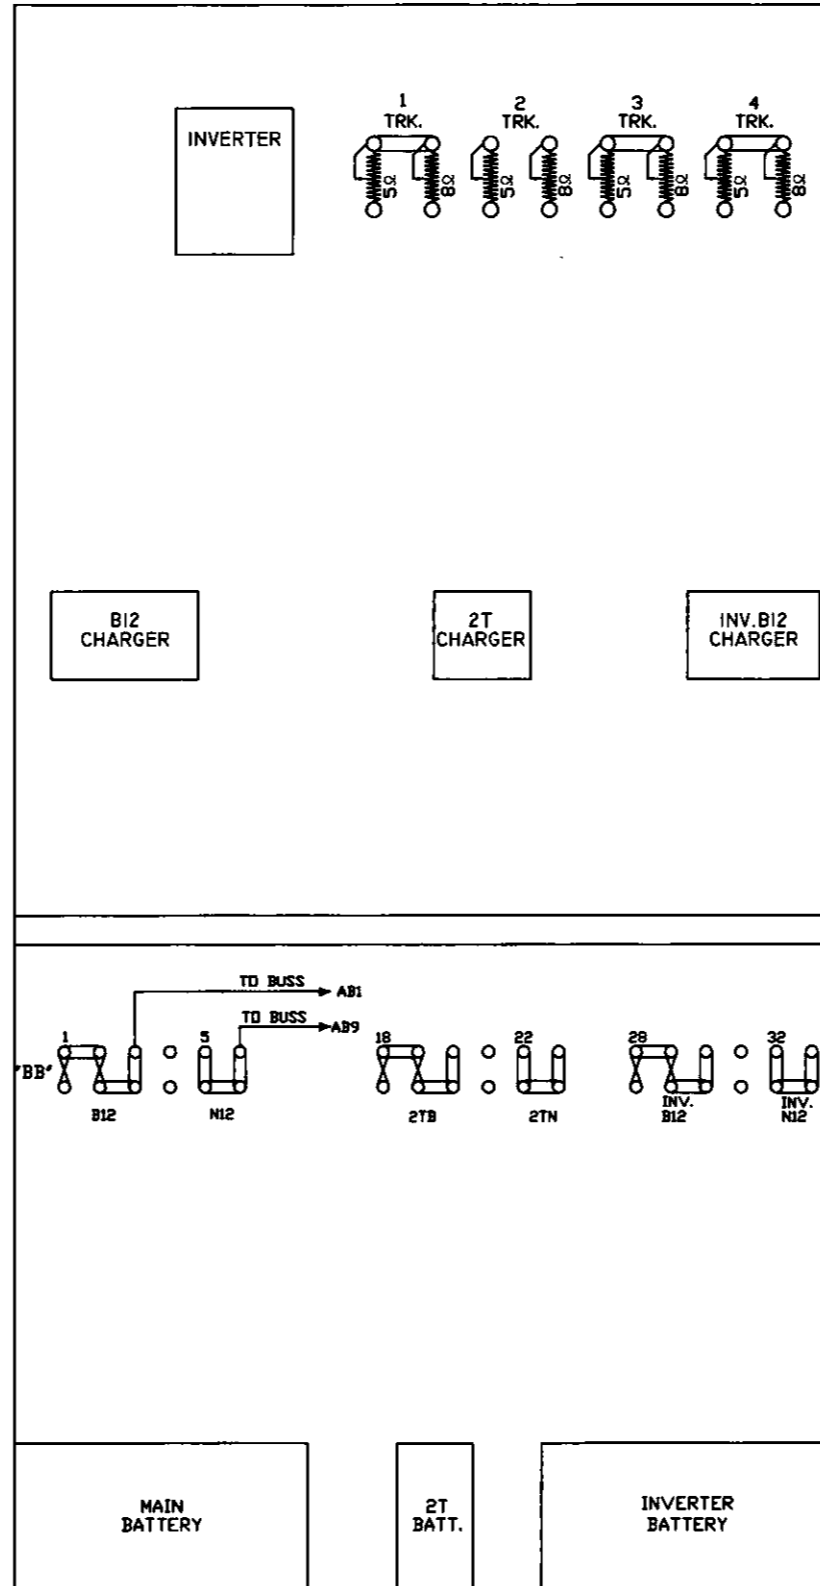 INVERTER
1
TRK.
5Ω
8Ω
2
TRK.
5Ω
8Ω
3
TRK.
5Ω
8Ω
4
TRK.
5Ω
8Ω
B12
CHARGER
2T
CHARGER
INV.B12
CHARGER
TO BUSS
AB1
TO BUSS
AB9
"BB"
1
5
18
22
28
32
B12
N12
2TB
2TN
INV.
B12
INV.
N12
MAIN
BATTERY
2T
BATT.
INVERTER
BATTERY